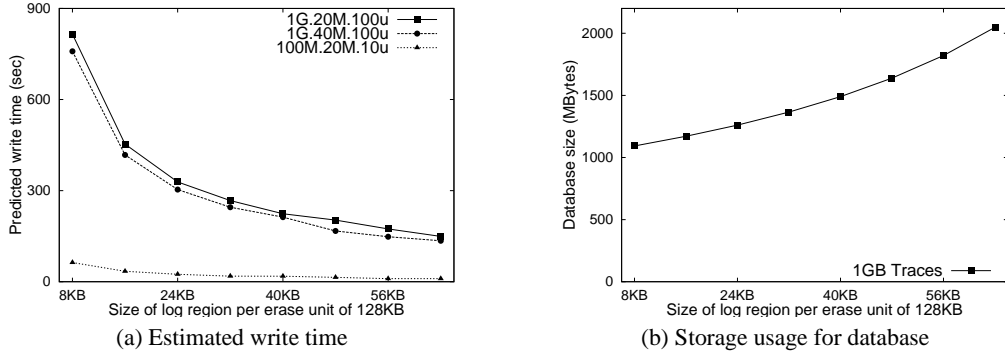 900
600
300
0
Predicted write time (sec)
1G.20M.100u
1G.40M.100u
100M.20M.10u
8KB 24KB 40KB 56KB
Size of log region per erase unit of 128KB
(a) Estimated write time
2000
1500
1000
500
0
Database size (MBytes)
1GB Traces
8KB 24KB 40KB 56KB
Size of log region per erase unit of 128KB
(b) Storage usage for database